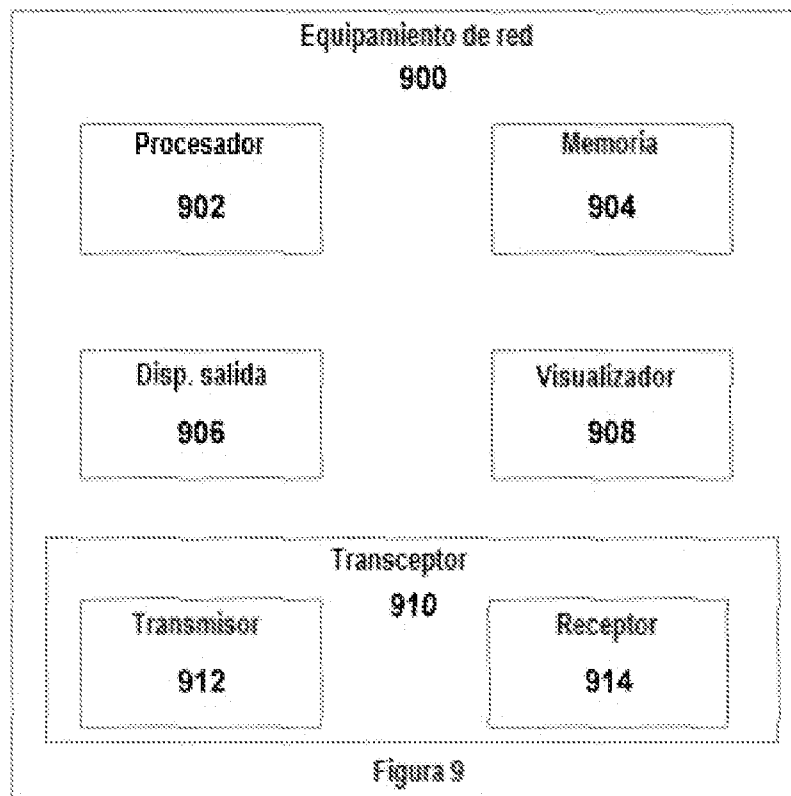 Equipamiento de red
900
Procesador
902
Memoria
904
Disp. salida
906
Visualizador
908
Transceptor
910
Transmisor
912
Receptor
914
Figura 9